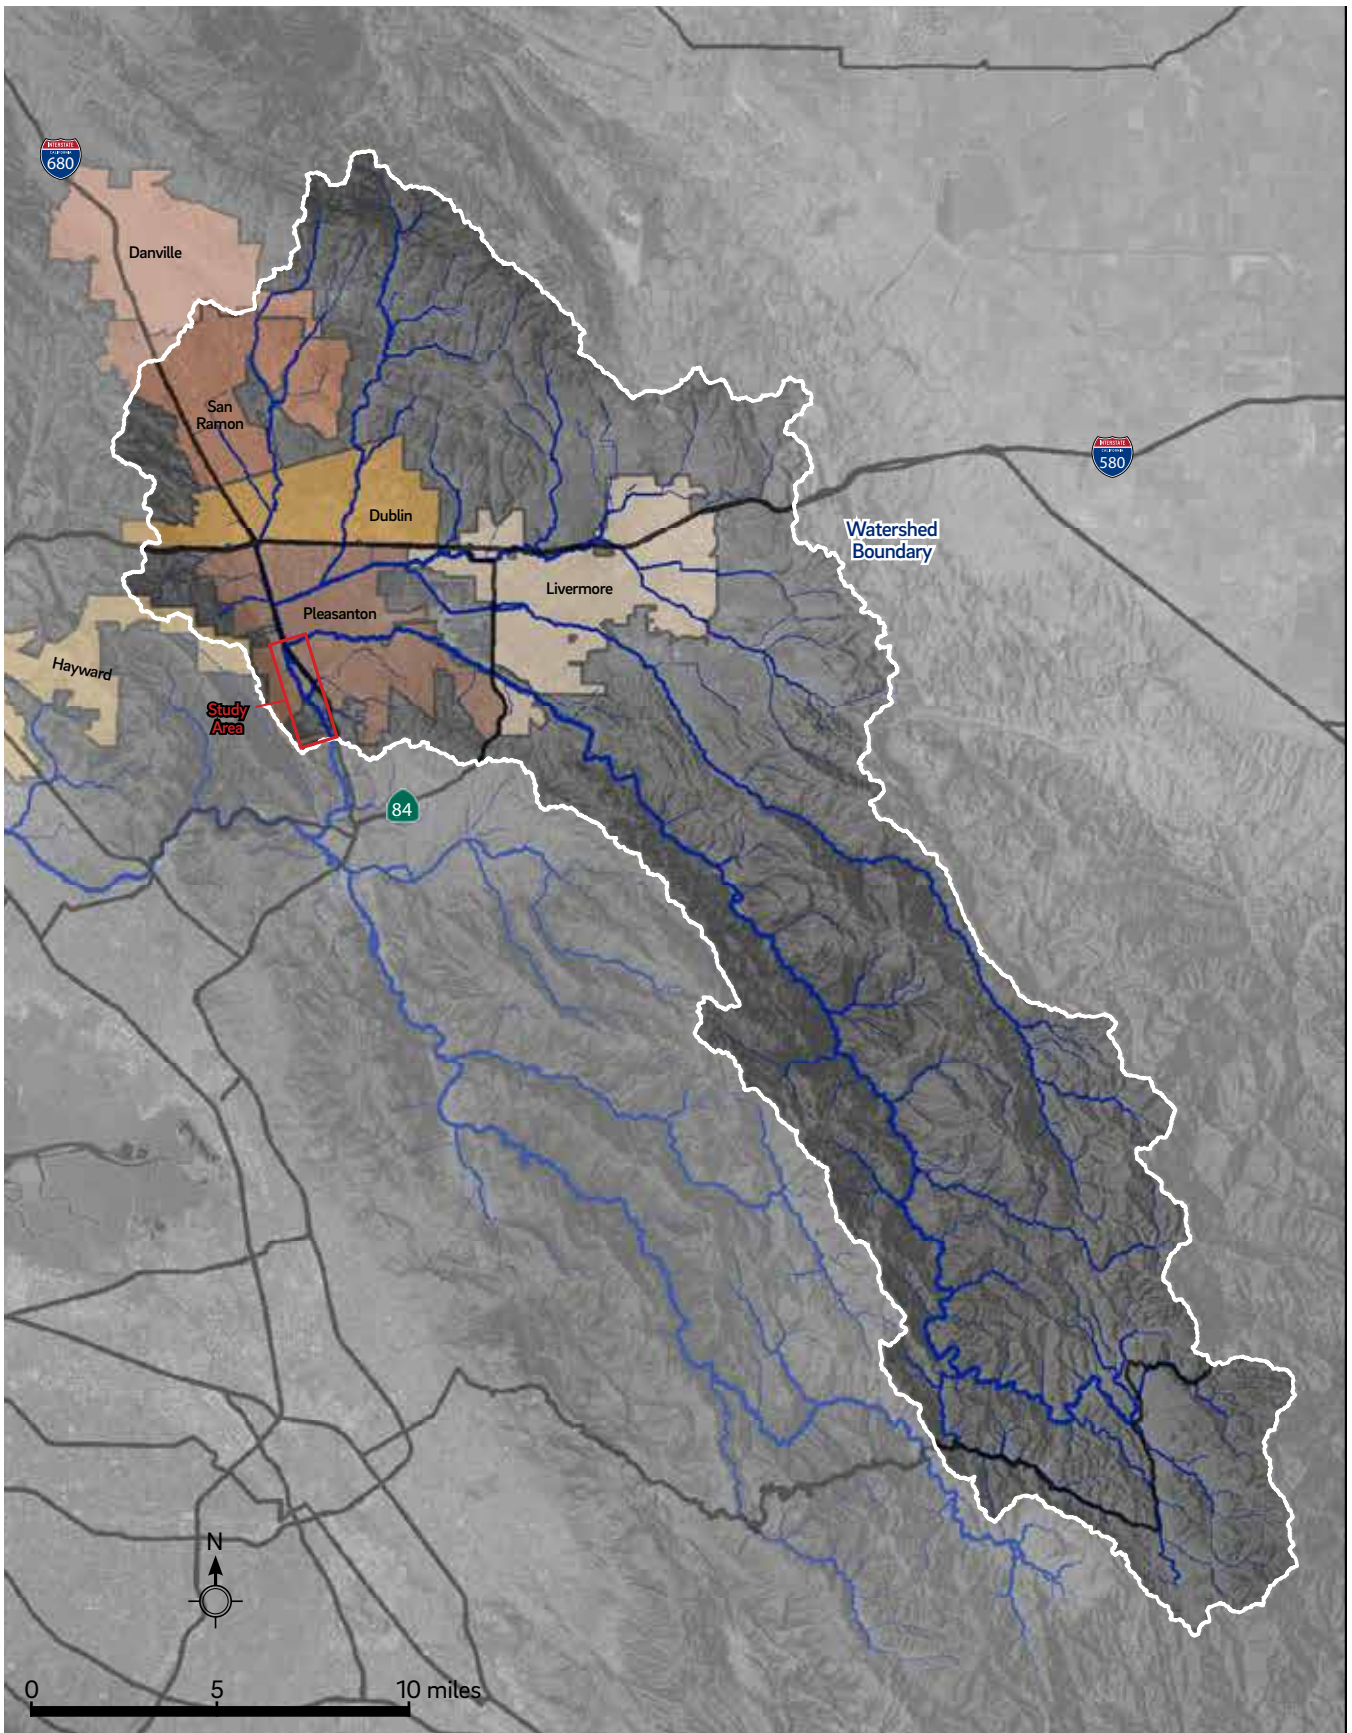 INTERSTATE
CALIFORNIA
680
Danville
San
Ramon
INTERSTATE
CALIFORNIA
580
Dublin
Watershed
Boundary
Livermore
Pleasanton
Hayward
Study
Area
84
N
0 5 10 miles